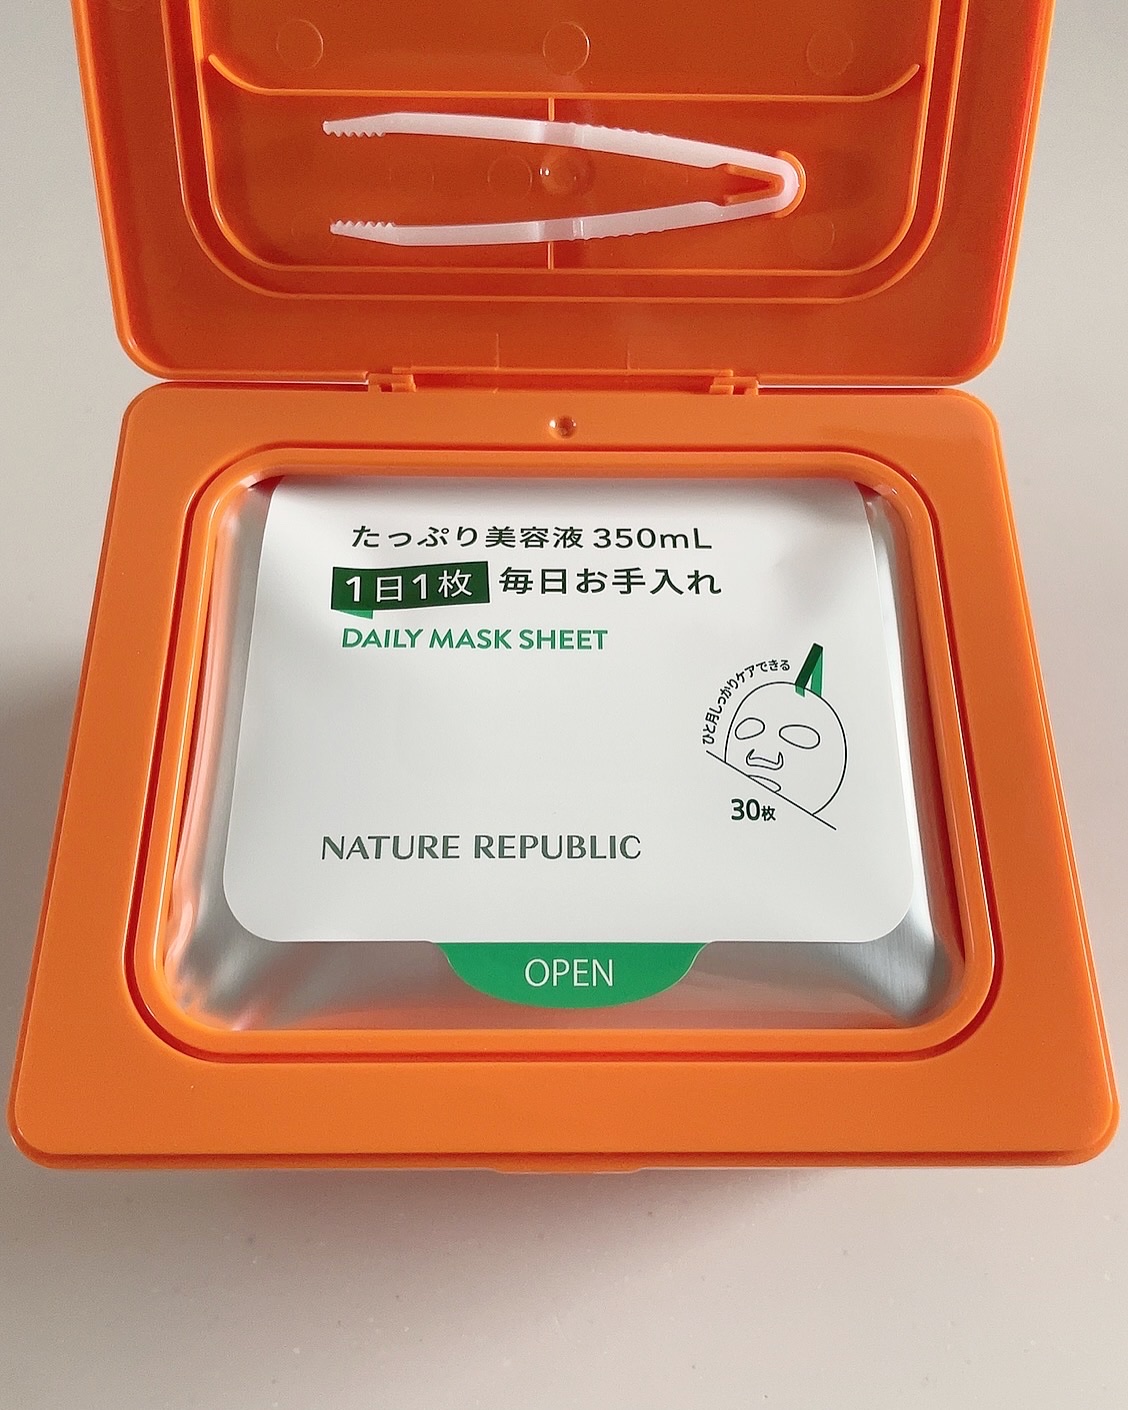 たっぷり美容液 350mL
1日1枚 毎日お手入れ
DAILY MASK SHEET
ひと月しっかりケアできる
30枚
NATURE REPUBLIC
OPEN